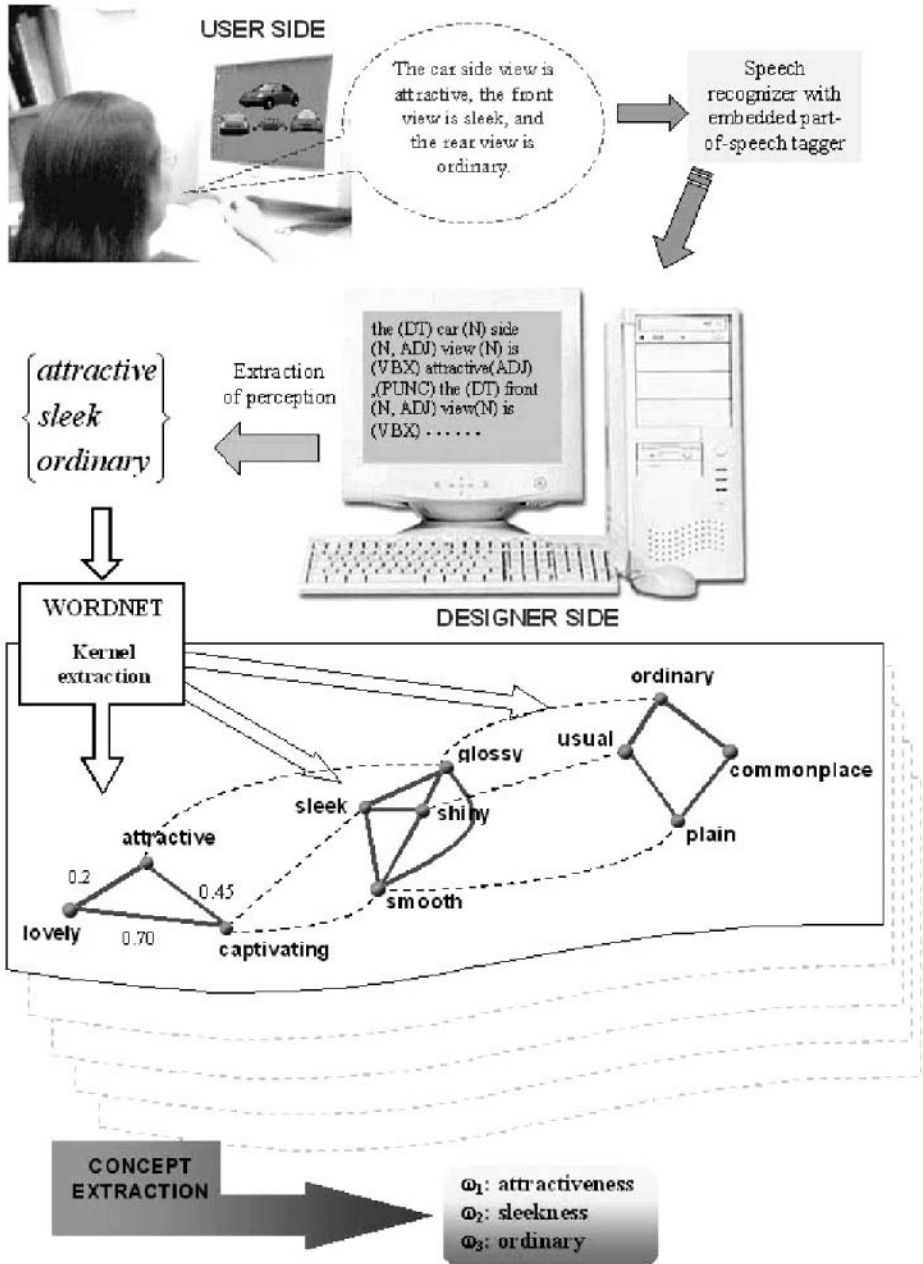 USER SIDE
The car side view is
attractive, the front
view is sleek, and
the rear view is
ordinary.
Speech
recognizer with
embedded part-
of-speech tagger
the (DT) car (N) side
(N, ADJ) view (N) is
(VBX) attractive(ADJ)
,(PUNC) the (DT) front
(N, ADJ) view(N) is
(VBX) · · · · · ·
Extraction
of perception
attractive
sleek
ordinary
DESIGNER SIDE
WORDNET
Kernel
extraction
ordinary
usual
commonplace
plain
glossy
sleek
shiny
smooth
attractive
0.2
0.45
lovely
0.70
captivating
CONCEPT
EXTRACTION
ω1: attractiveness
ω2: sleekness
ω3: ordinary